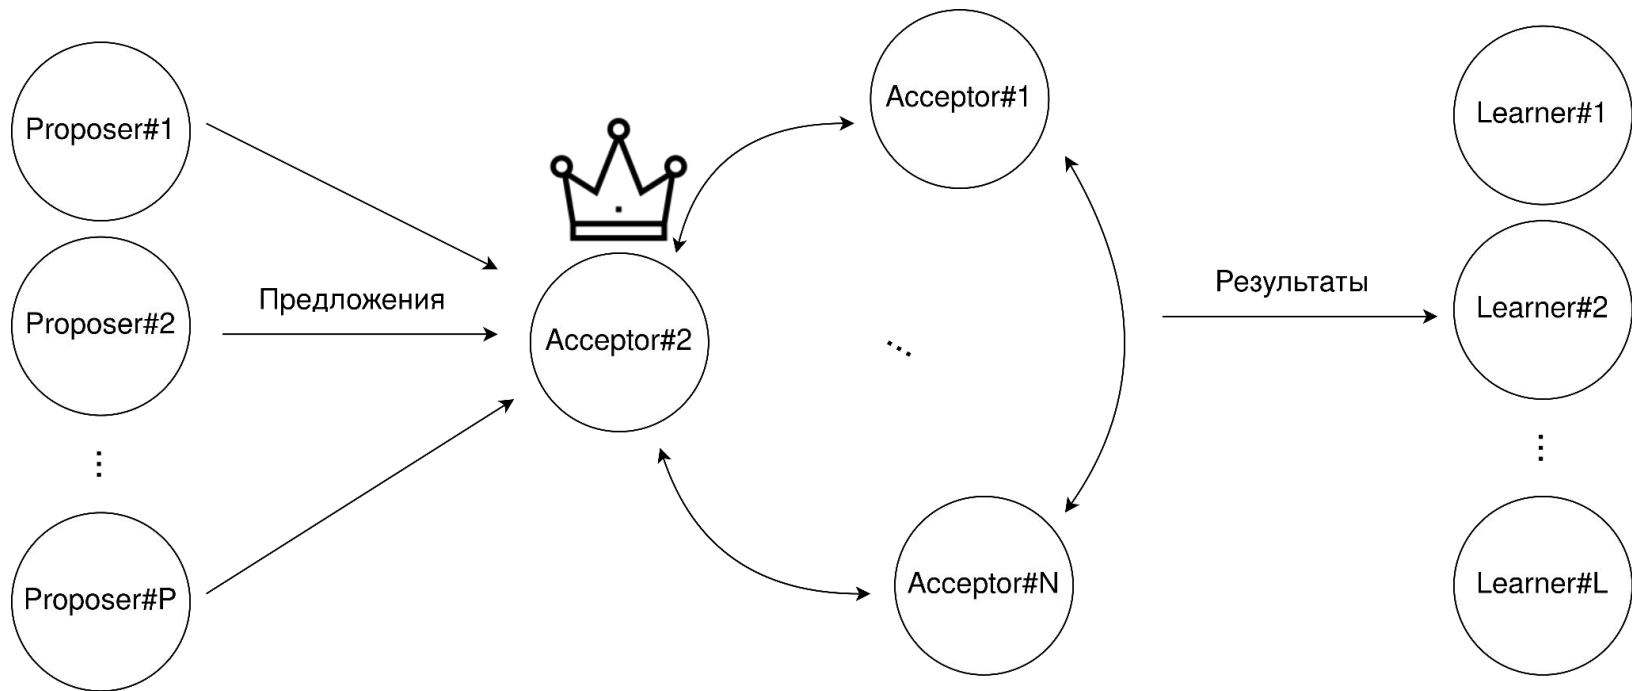 Proposer#1
Proposer#2
⋮
Proposer#P
Предложения
Acceptor#2
Acceptor#1
...
Acceptor#N
Результаты
Learner#1
Learner#2
⋮
Learner#L